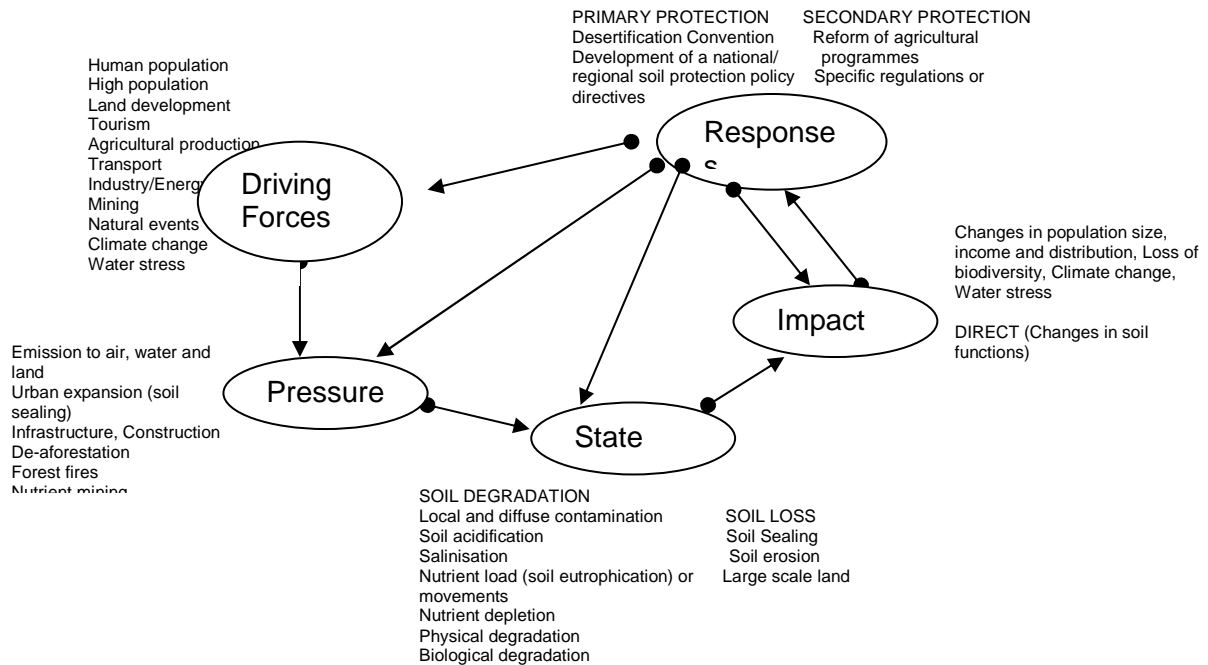 PRIMARY PROTECTION SECONDARY PROTECTION
Desertification Convention Reform of agricultural
Development of a national/ programmes
regional soil protection policy Specific regulations or
directives
Responses
Human population
High population
Land development
Tourism
Agricultural production
Transport
Industry/Energy
Mining
Natural events
Climate change
Water stress
Driving
Forces
Changes in population size,
income and distribution, Loss of
biodiversity, Climate change,
Water stress
DIRECT (Changes in soil
functions)
Impact
Emission to air, water and
land
Urban expansion (soil
sealing)
Infrastructure, Construction
De-aforestation
Forest fires
Nutrient mining
Pressure
State
SOIL DEGRADATION
Local and diffuse contamination SOIL LOSS
Soil acidification Soil Sealing
Salinisation Soil erosion
Nutrient load (soil eutrophication) or Large scale land
movements
Nutrient depletion
Physical degradation
Biological degradation